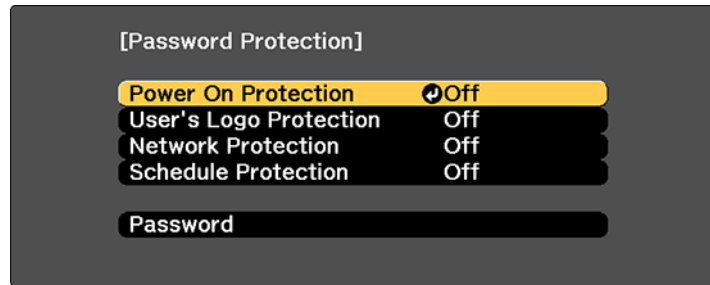 [Password Protection]
Power On Protection Off
User's Logo Protection Off
Network Protection Off
Schedule Protection Off
Password